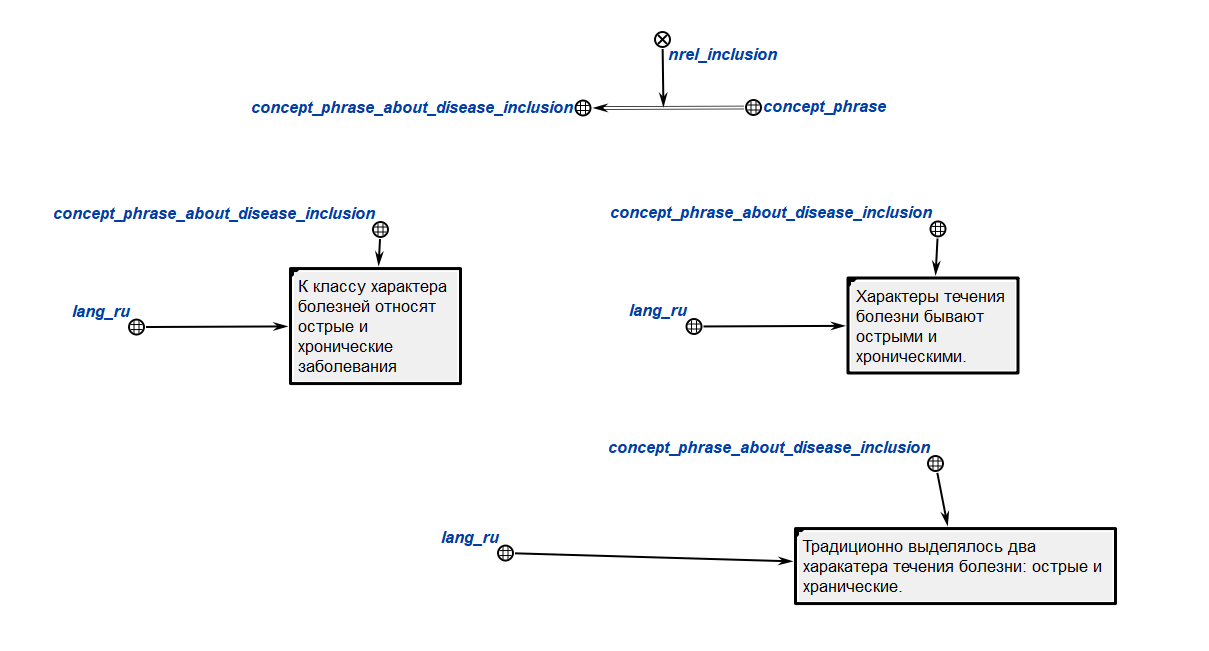 nrel_inclusion
concept_phrase_about_disease_inclusion
concept_phrase
concept_phrase_about_disease_inclusion
lang_ru
К классу характера
болезней относят
острые и
хронические
заболевания
concept_phrase_about_disease_inclusion
lang_ru
Характеры течения
болезни бывают
острыми и
хроническими.
concept_phrase_about_disease_inclusion
lang_ru
Традиционно выделялось два
харакатера течения болезни: острые и
хранические.